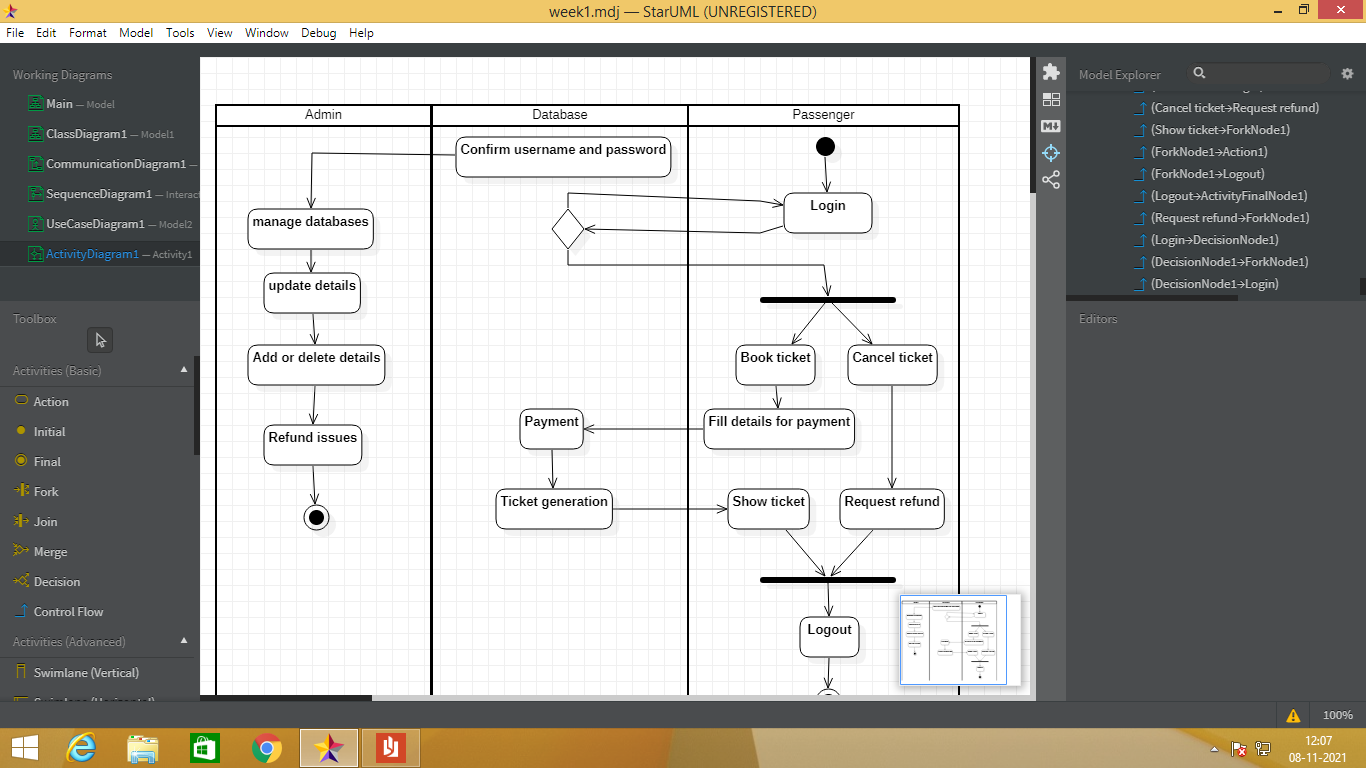 week1.mdj — StarUML (UNREGISTERED)
File Edit Format Model Tools View Window Debug Help
Working Diagrams
Main — Model
ClassDiagram1 — Model1
CommunicationDiagram1 —
SequenceDiagram1 — Interac
UseCaseDiagram1 — Model2
ActivityDiagram1 — Activity1
Toolbox
Activities (Basic)
Action
Initial
Final
Fork
Join
Merge
Decision
Control Flow
Activities (Advanced)
Swimlane (Vertical)
Admin Database Passenger
Confirm username and password
manage databases
Login
update details
Add or delete details
Book ticket
Cancel ticket
Refund issues
Payment
Fill details for payment
Ticket generation
Show ticket
Request refund
Logout
Model Explorer
(Cancel ticket→Request refund)
(Show ticket→ForkNode1)
(ForkNode1→Action1)
(ForkNode1→Logout)
(Logout→ActivityFinalNode1)
(Request refund→ForkNode1)
(Login→DecisionNode1)
(DecisionNode1→ForkNode1)
(DecisionNode1→Login)
Editors
100%
12:07
08-11-2021